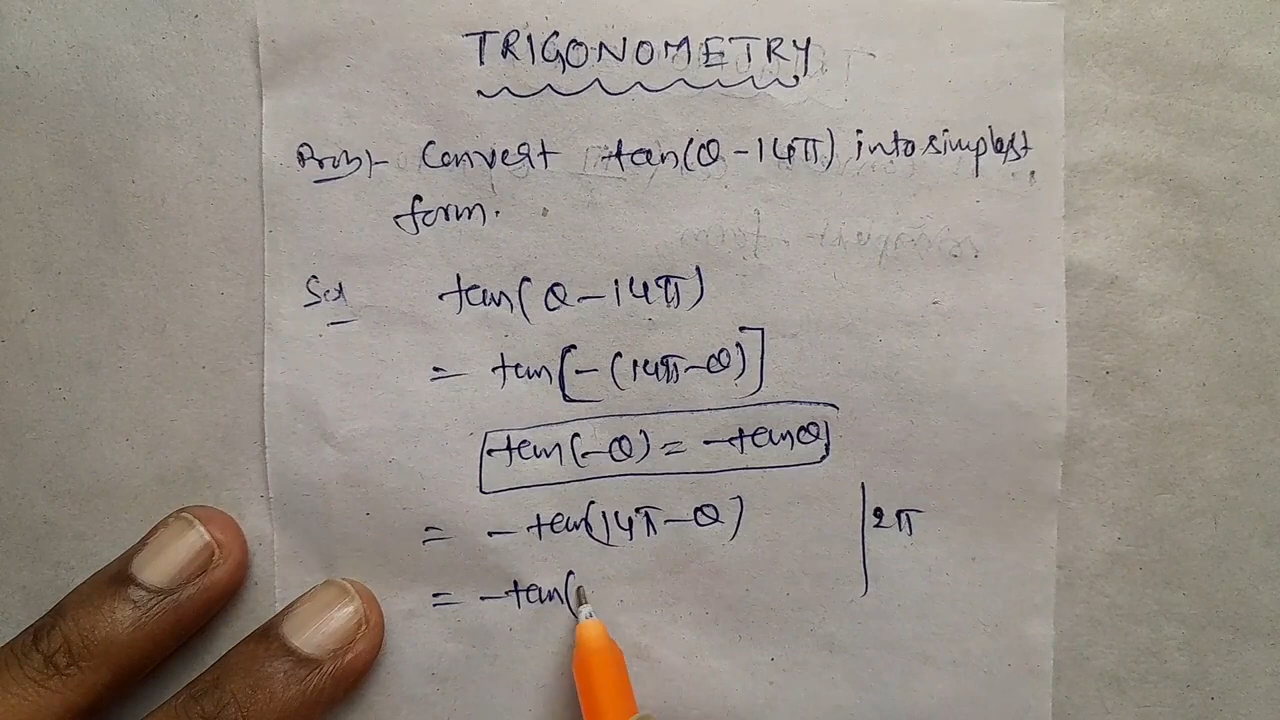 TRIGONOMETRY
Prob:- Convert tan(θ-14π) into simplest
form.
Sol
tan(θ-14π)
= tan[-(14π-θ)]
tan(-θ) = -tanθ
= -tan(14π-θ) | 2π
= -tan(